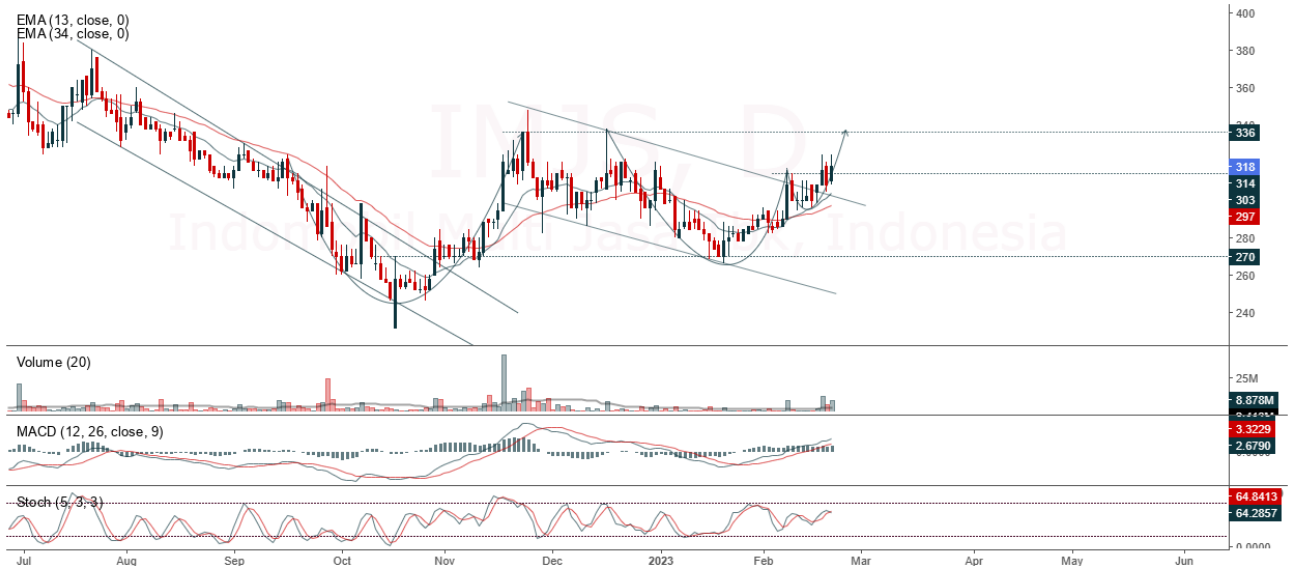 EMA (13, close, 0)
EMA (34, close, 0)
400
380
360
336
318
314
303
297
280
270
260
240
Volume (20)
25M
8.878M
MACD (12, 26, close, 9)
3.3229
2.6790
Stoch (5, 3, 3)
64.8413
64.2857
0.0000
Jul
Aug
Sep
Oct
Nov
Dec
2023
Feb
Mar
Apr
May
Jun